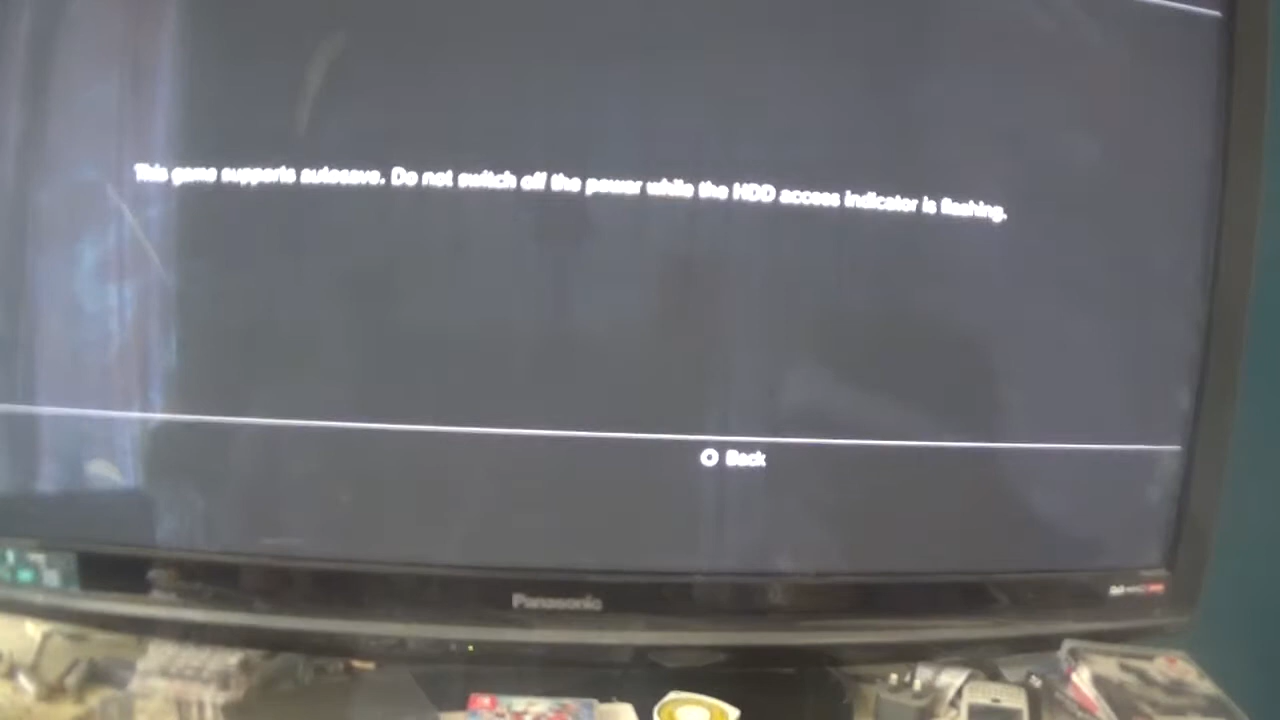 This game supports autosave. Do not switch off the power while the HDD access indicator is flashing.
Back
Panasonic